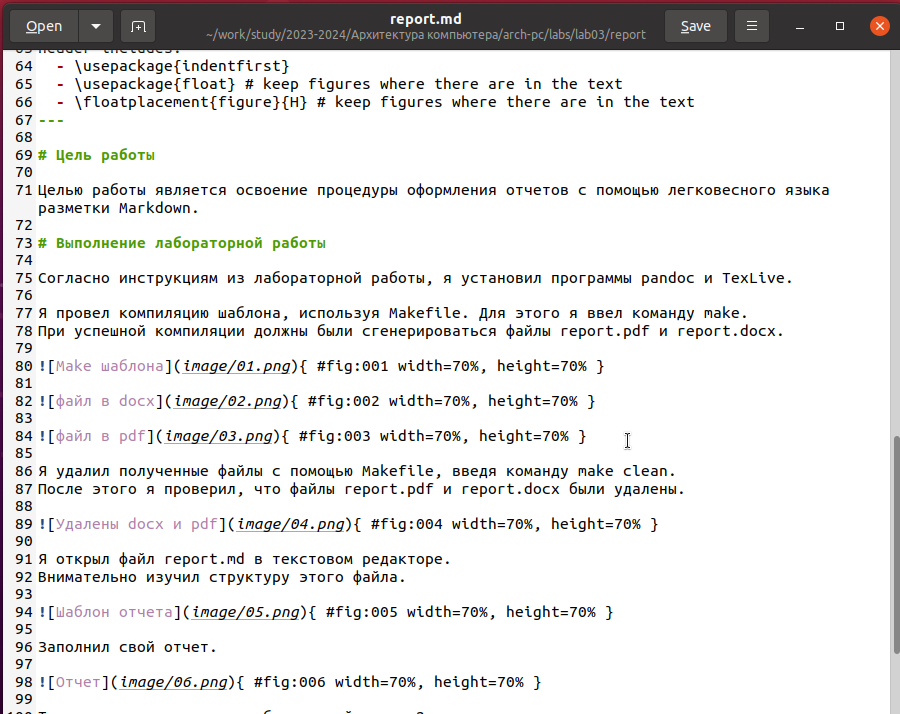 Open
report.md
~/work/study/2023-2024/Архитектура компьютера/arch-pc/labs/lab03/report
Save
64 - \usepackage{indentfirst}
65 - \usepackage{float} # keep figures where there are in the text
66 - \floatplacement{figure}{H} # keep figures where there are in the text
67 ---
68
69 # Цель работы
70
71 Целью работы является освоение процедуры оформления отчетов с помощью легковесного языка
разметки Markdown.
72
73 # Выполнение лабораторной работы
74
75 Согласно инструкциям из лабораторной работы, я установил программы pandoc и TexLive.
76
77 Я провел компиляцию шаблона, используя Makefile. Для этого я ввел команду make.
78 При успешной компиляции должны были сгенерироваться файлы report.pdf и report.docx.
79
80 ![Make шаблона](image/01.png){ #fig:001 width=70%, height=70% }
81
82 ![файл в docx](image/02.png){ #fig:002 width=70%, height=70% }
83
84 ![файл в pdf](image/03.png){ #fig:003 width=70%, height=70% }
85
86 Я удалил полученные файлы с помощью Makefile, введя команду make clean.
87 После этого я проверил, что файлы report.pdf и report.docx были удалены.
88
89 ![Удалены docx и pdf](image/04.png){ #fig:004 width=70%, height=70% }
90
91 Я открыл файл report.md в текстовом редакторе.
92 Внимательно изучил структуру этого файла.
93
94 ![Шаблон отчета](image/05.png){ #fig:005 width=70%, height=70% }
95
96 Заполнил свой отчет.
97
98 ![Отчет](image/06.png){ #fig:006 width=70%, height=70% }
99